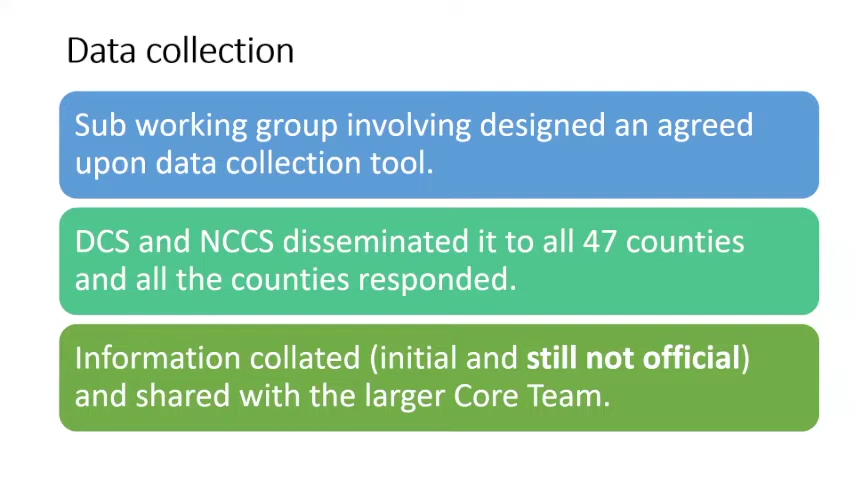 Data collection
Sub working group involving designed an agreed
upon data collection tool.
DCS and NCCS disseminated it to all 47 counties
and all the counties responded.
Information collated (initial and still not official)
and shared with the larger Core Team.